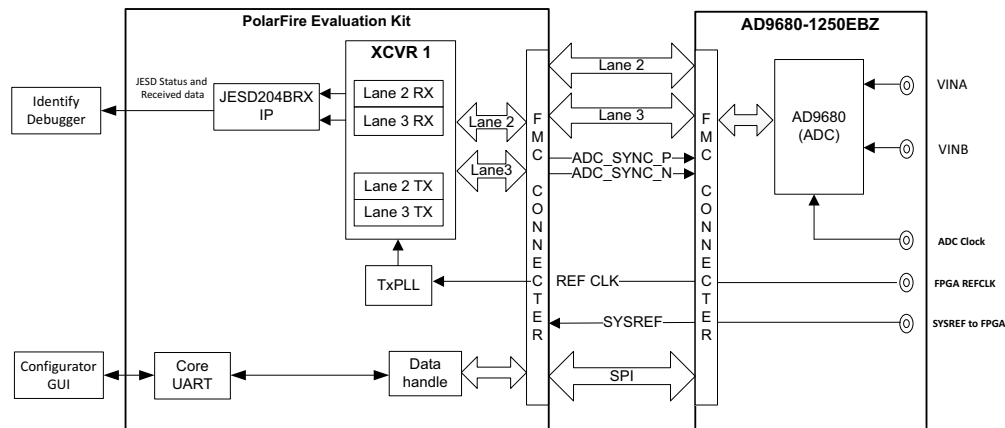 PolarFire Evaluation Kit
AD9680-1250EBZ
XCVR 1
JESD Status and
Received data
Identify
Debugger
JESD204BRX
IP
Lane 2 RX
Lane 3 RX
Lane 2 TX
Lane 3 TX
Lane 2
Lane3
FMC CONNECTER
Lane 2
Lane 3
ADC_SYNC_P
ADC_SYNC_N
FMC CONNECTER
AD9680
(ADC)
VINA
VINB
ADC Clock
TxPLL
REF CLK
FPGA REFCLK
SYSREF
SYSREF to FPGA
Configurator
GUI
Core
UART
Data
handle
SPI